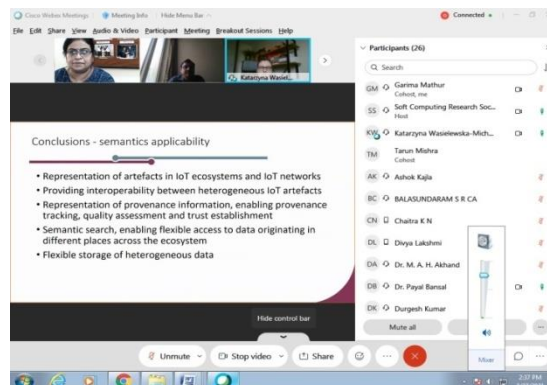 Cisco Webex Meetings
Meeting Info
Hide Menu Bar
Connected
File Edit Share View Audio & Video Participant Meeting Breakout Sessions Help
Katarzyna Wasiel...
Conclusions - semantics applicability
• Representation of artefacts in IoT ecosystems and IoT networks
• Providing interoperability between heterogeneous IoT artefacts
• Representation of provenance information, enabling provenance
tracking, quality assessment and trust establishment
• Semantic search, enabling flexible access to data originating in
different places across the ecosystem
• Flexible storage of heterogeneous data
Hide control bar
Unmute
Stop video
Share
Participants (26)
Search
GM Garima Mathur
Cohost, me
SS Soft Computing Research Soc...
Host
KW Katarzyna Wasielewska-Mich...
TM Tarun Mishra
Cohost
AK Ashok Kajla
BC BALASUNDARAM S R CA
CN Chaitra K N
DL Divya Lakshmi
DA Dr. M. A. H. Akhand
DB Dr. Payal Bansal
DK Durgesh Kumar
Mute all
Mixer
2:37 PM